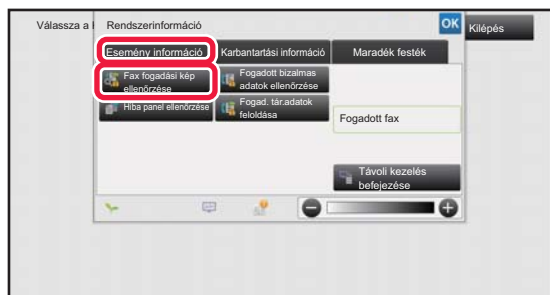 Válassza a
Rendszerinformáció
OK
Kilépés
Esemény információ
Karbantartási információ
Maradék festék
Fax fogadási kép
ellenőrzése
Fogadott bizalmas
adatok ellenőrzése
Hiba panel ellenőrzése
Fogad. tár.adatok
feloldása
Fogadott fax
Távoli kezelés
befejezése